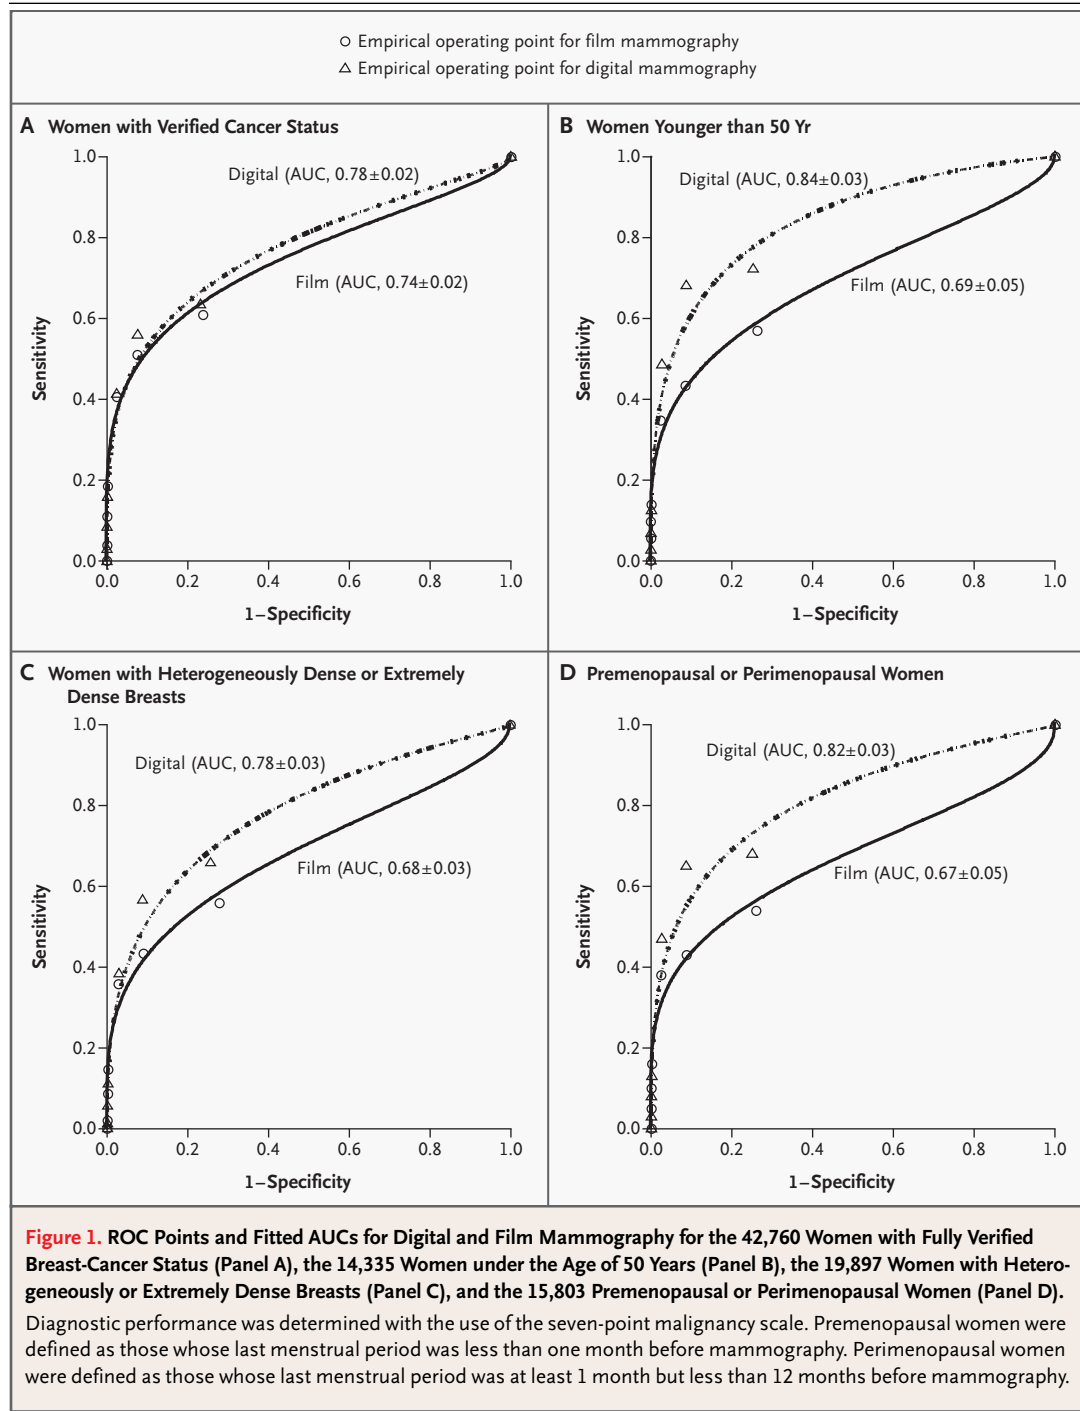 ○ Empirical operating point for film mammography
△ Empirical operating point for digital mammography
A Women with Verified Cancer Status
1.0
0.8
0.6
0.4
0.2
0.0
Sensitivity
Digital (AUC, 0.78±0.02)
Film (AUC, 0.74±0.02)
0.0 0.2 0.4 0.6 0.8 1.0
1–Specificity
B Women Younger than 50 Yr
1.0
0.8
0.6
0.4
0.2
0.0
Sensitivity
Digital (AUC, 0.84±0.03)
Film (AUC, 0.69±0.05)
0.0 0.2 0.4 0.6 0.8 1.0
1–Specificity
C Women with Heterogeneously Dense or Extremely
Dense Breasts
1.0
0.8
0.6
0.4
0.2
0.0
Sensitivity
Digital (AUC, 0.78±0.03)
Film (AUC, 0.68±0.03)
0.0 0.2 0.4 0.6 0.8 1.0
1–Specificity
D Premenopausal or Perimenopausal Women
1.0
0.8
0.6
0.4
0.2
0.0
Sensitivity
Digital (AUC, 0.82±0.03)
Film (AUC, 0.67±0.05)
0.0 0.2 0.4 0.6 0.8 1.0
1–Specificity
Figure 1. ROC Points and Fitted AUCs for Digital and Film Mammography for the 42,760 Women with Fully Verified
Breast-Cancer Status (Panel A), the 14,335 Women under the Age of 50 Years (Panel B), the 19,897 Women with Hetero-
geneously or Extremely Dense Breasts (Panel C), and the 15,803 Premenopausal or Perimenopausal Women (Panel D).
Diagnostic performance was determined with the use of the seven-point malignancy scale. Premenopausal women were
defined as those whose last menstrual period was less than one month before mammography. Perimenopausal women
were defined as those whose last menstrual period was at least 1 month but less than 12 months before mammography.